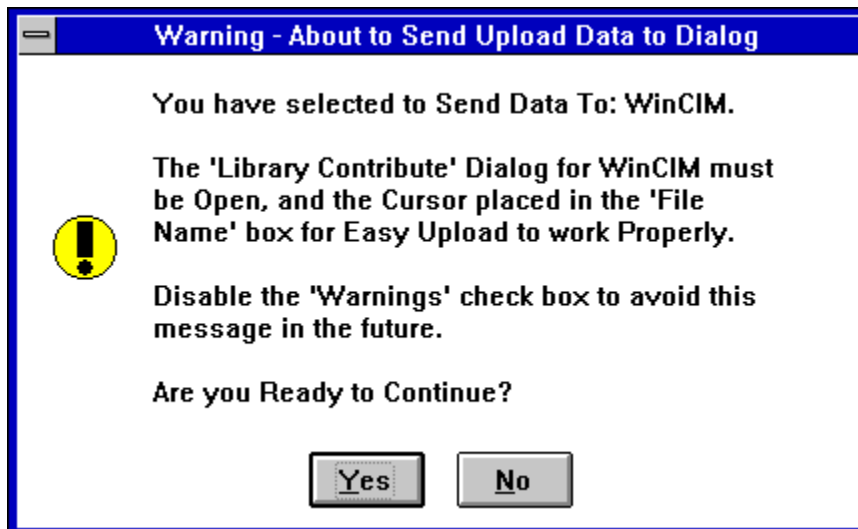 Warning - About to Send Upload Data to Dialog
You have selected to Send Data To: WinCIM.
The 'Library Contribute' Dialog for WinCIM must
be Open, and the Cursor placed in the 'File
Name' box for Easy Upload to work Properly.
Disable the 'Warnings' check box to avoid this
message in the future.
Are you Ready to Continue?
Yes No